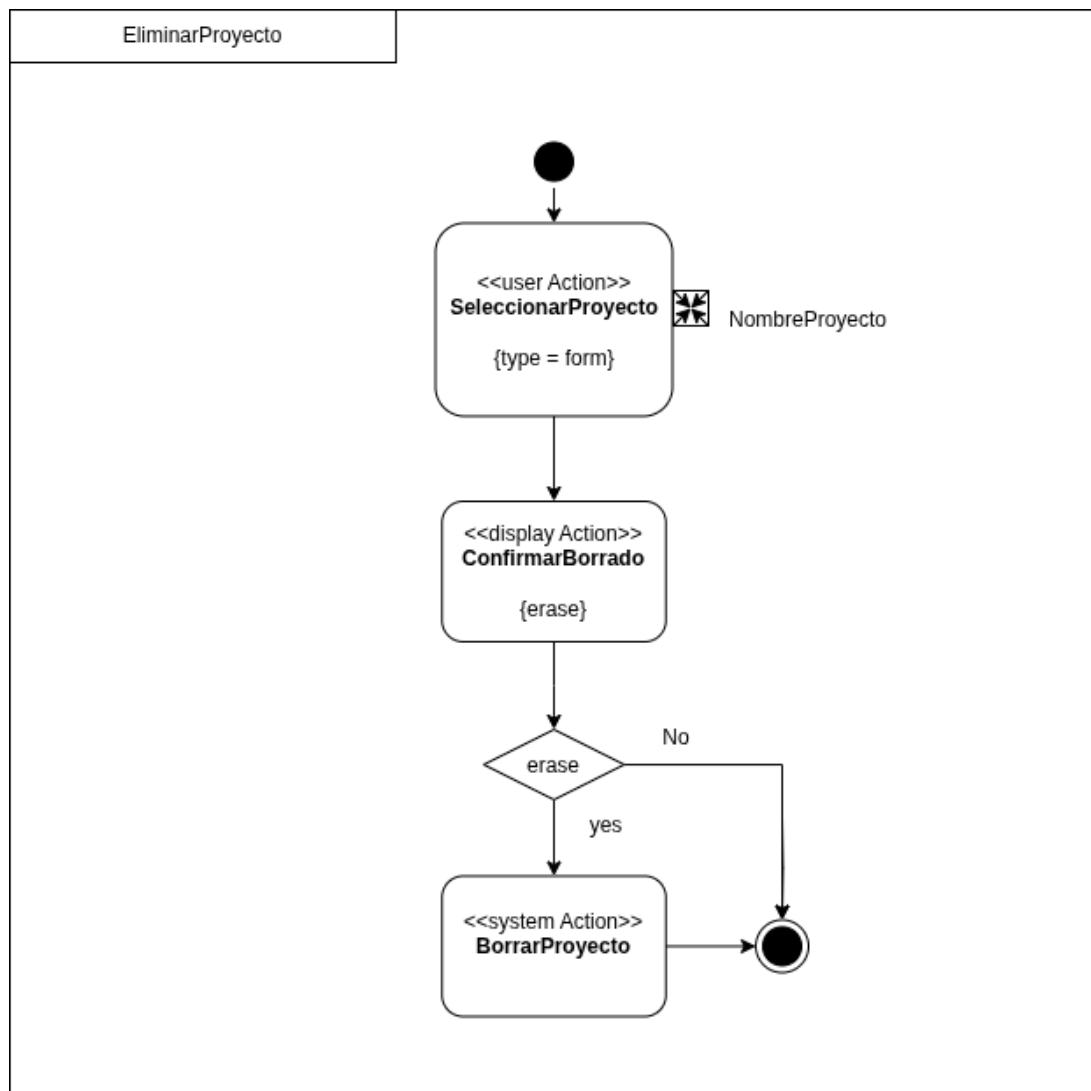 EliminarProyecto
<<user Action>>
SeleccionarProyecto
{type = form}
NombreProyecto
<<display Action>>
ConfirmarBorrado
{erase}
No
erase
yes
<<system Action>>
BorrarProyecto